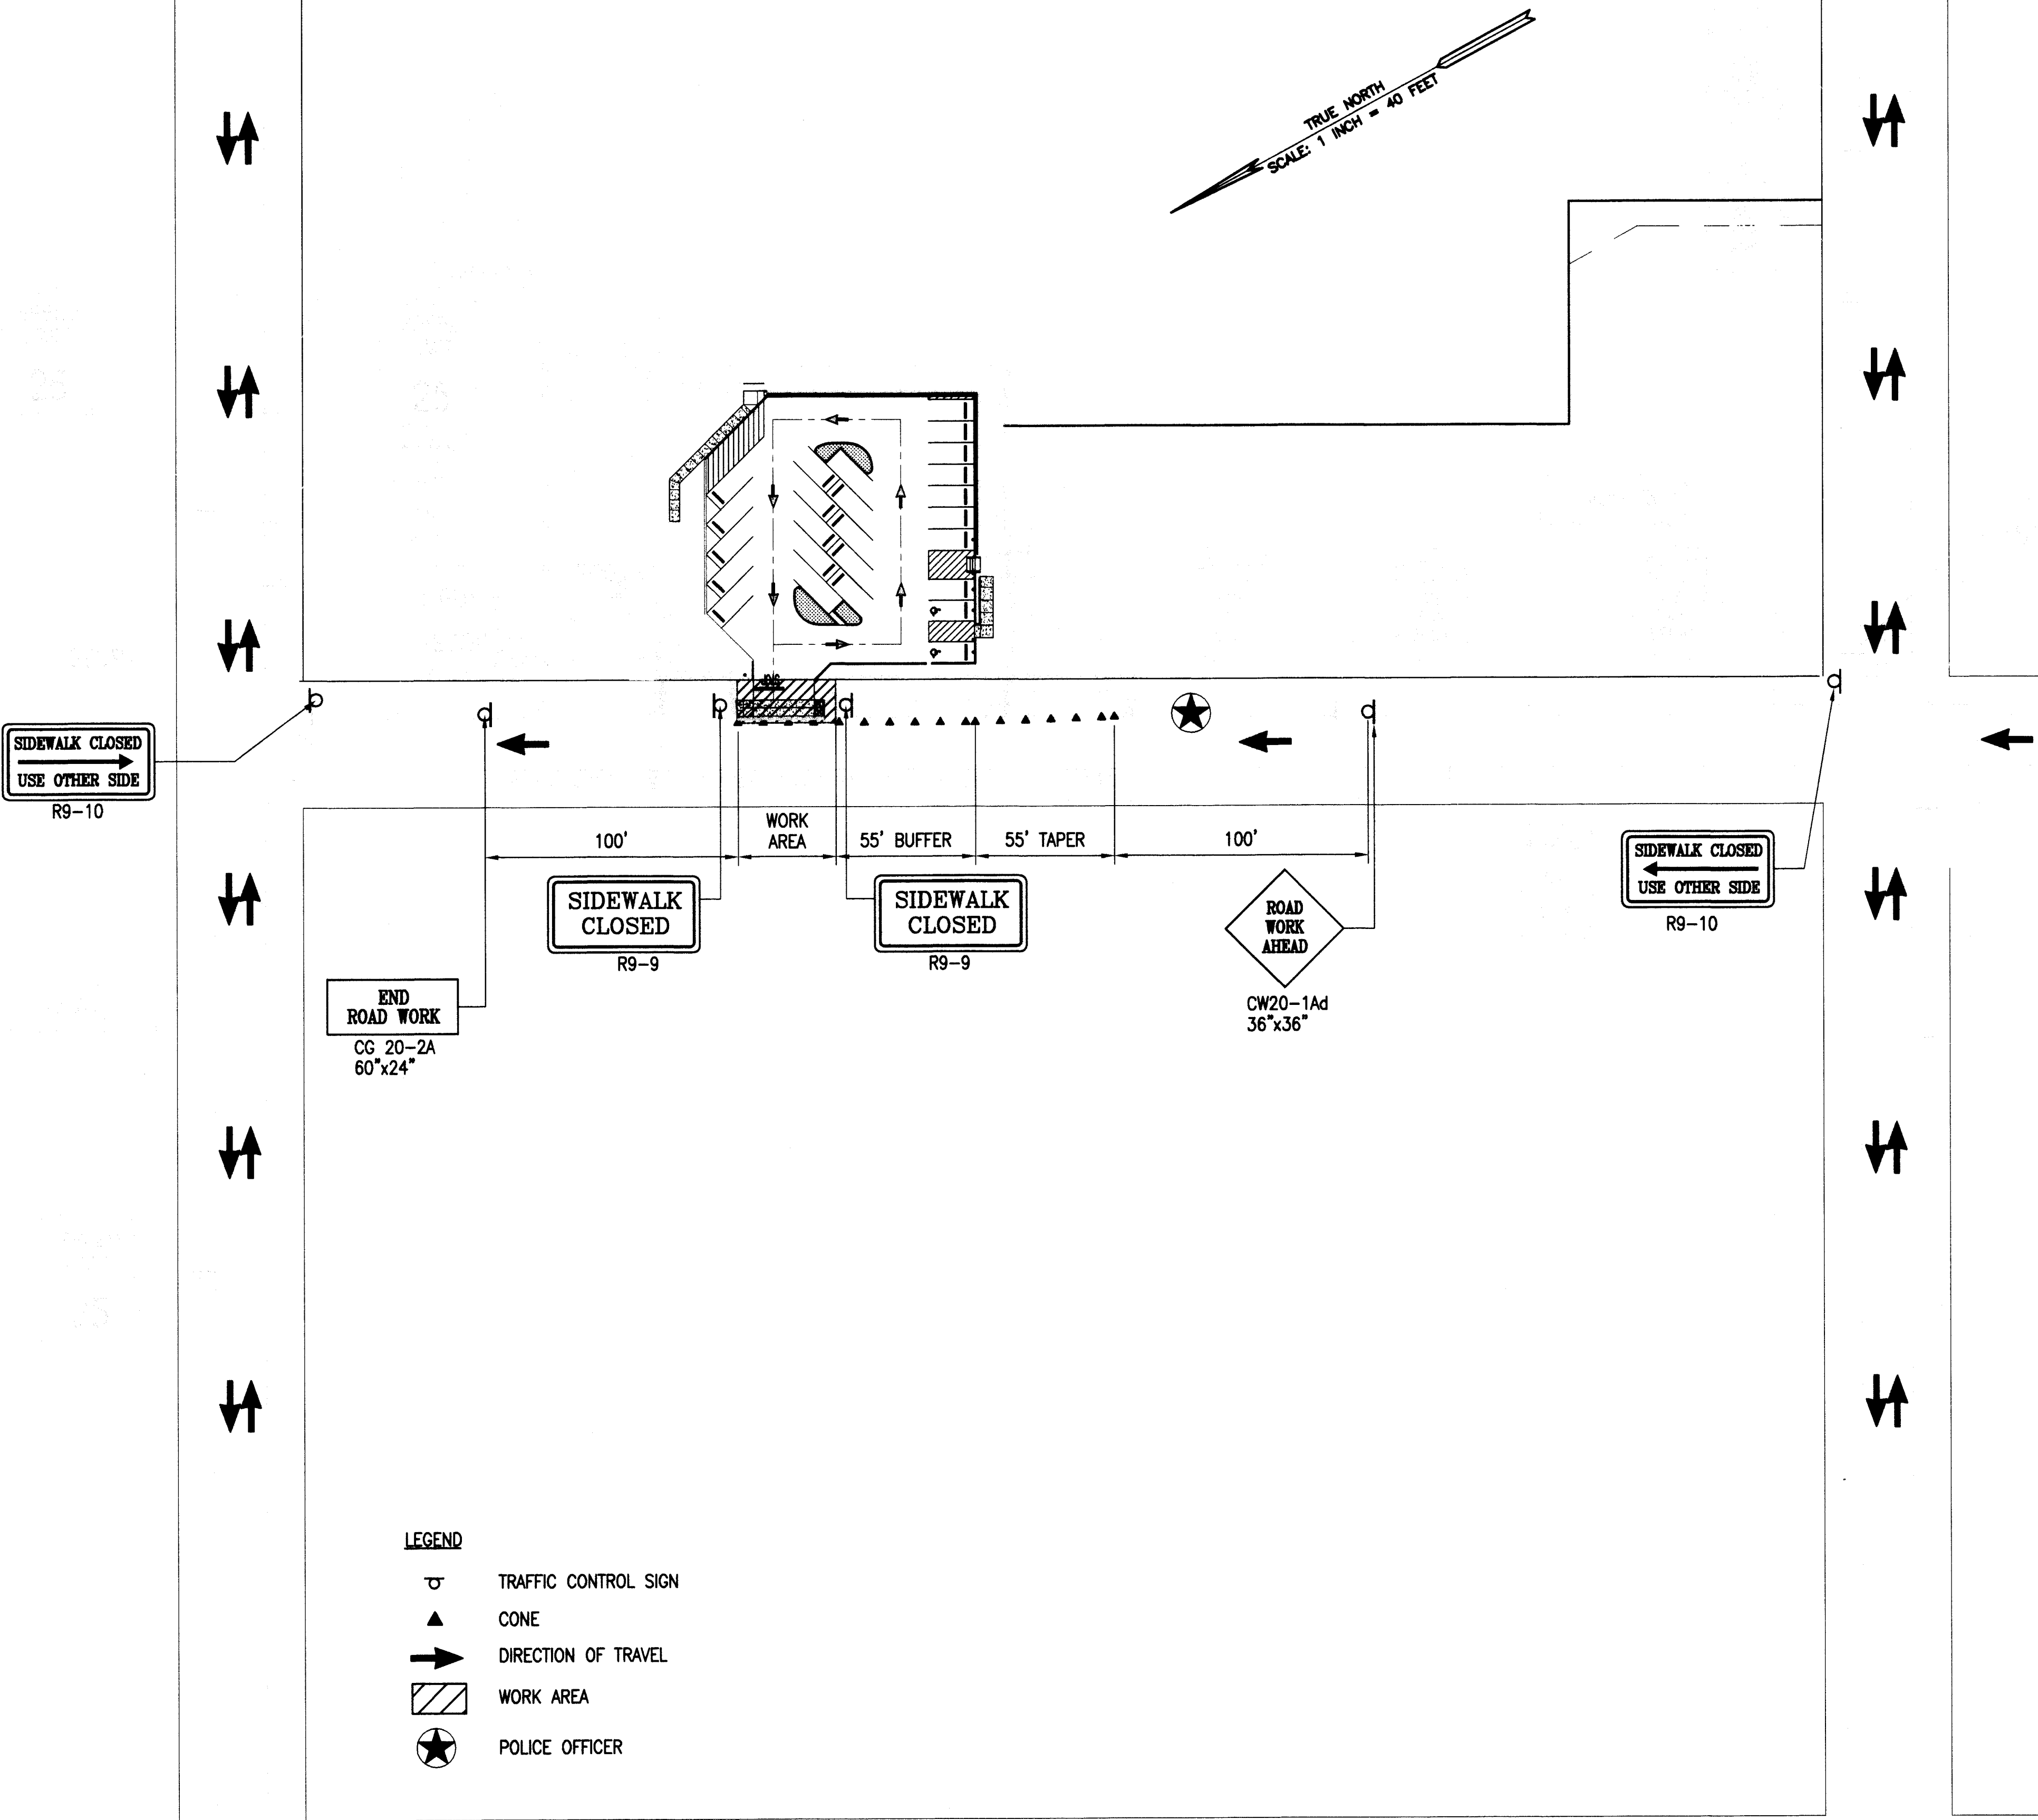 TRUE NORTH
SCALE: 1 INCH = 40 FEET
SIDEWALK CLOSED
USE OTHER SIDE
R9-10
100'
WORK
AREA
55' BUFFER
55' TAPER
100'
SIDEWALK CLOSED
USE OTHER SIDE
R9-10
SIDEWALK
CLOSED
R9-9
SIDEWALK
CLOSED
R9-9
ROAD
WORK
AHEAD
CW20-1Ad
36"x36"
END
ROAD WORK
CG 20-2A
60"x24"
LEGEND
TRAFFIC CONTROL SIGN
CONE
DIRECTION OF TRAVEL
WORK AREA
POLICE OFFICER